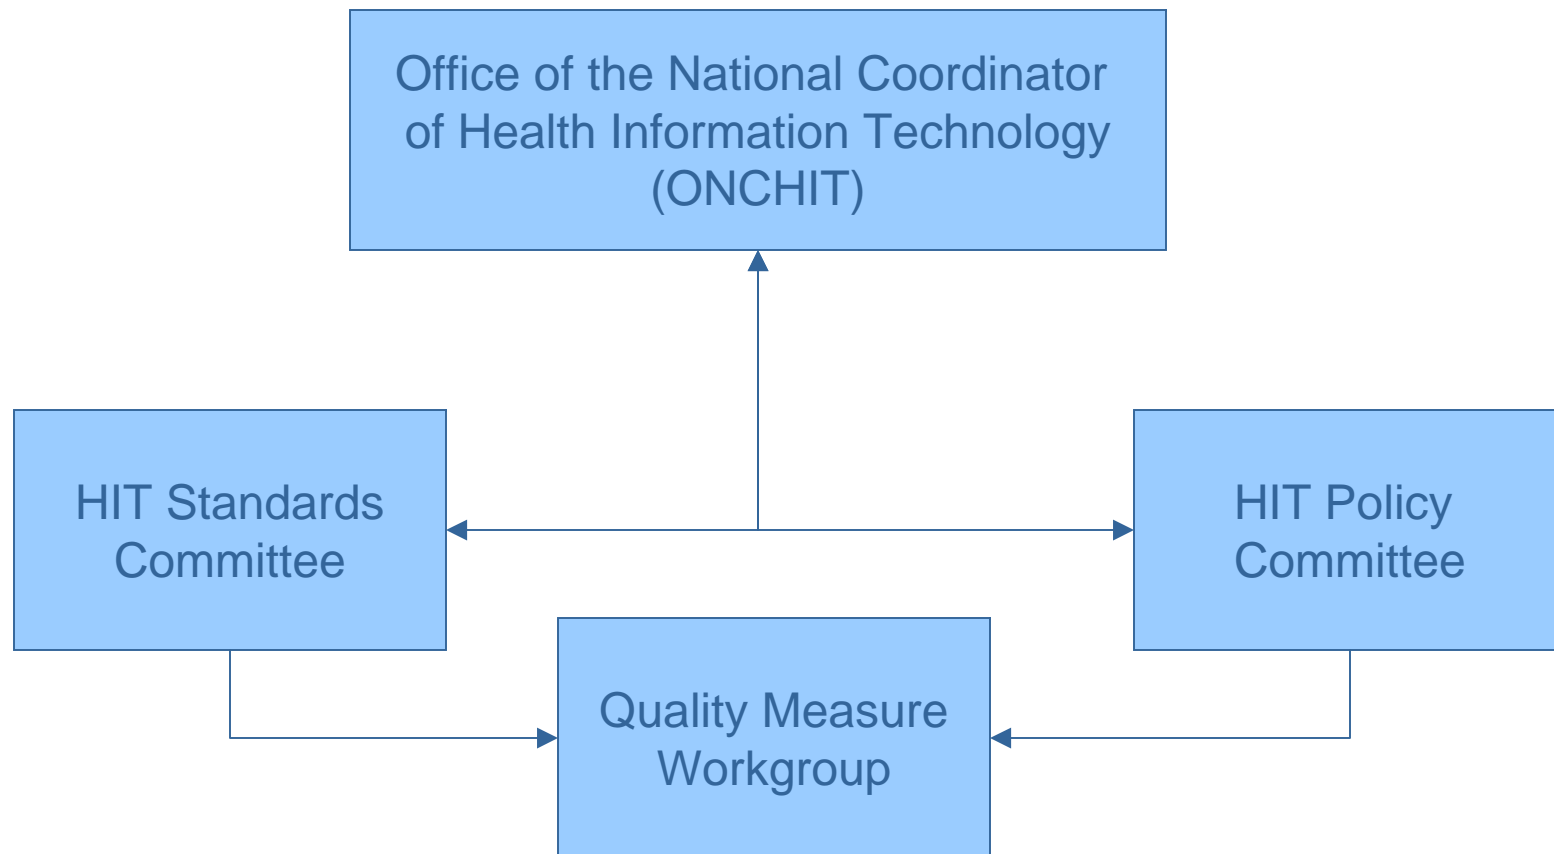 Office of the National Coordinator
of Health Information Technology
(ONCHIT)
HIT Standards
Committee
HIT Policy
Committee
Quality Measure
Workgroup